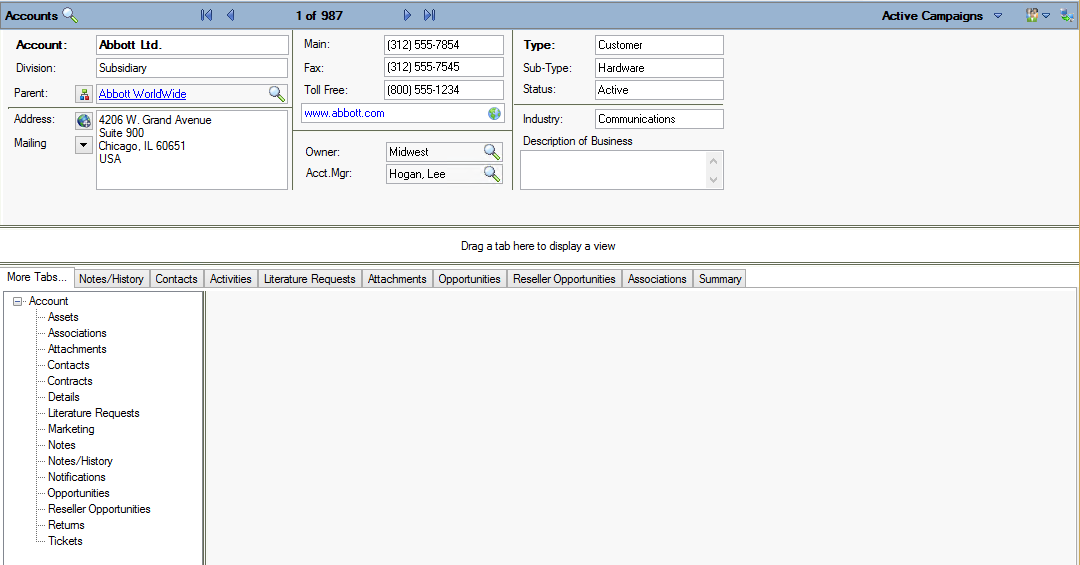 Accounts
1 of 987
Active Campaigns
Account: Abbott Ltd.
Division: Subsidiary
Parent: Abbott WorldWide
Address: 4206 W. Grand Avenue
Suite 900
Mailing
Chicago, IL 60651
USA
Main: (312) 555-7854
Fax: (312) 555-7545
Toll Free: (800) 555-1234
www.abbott.com
Owner: Midwest
Acct.Mgr: Hogan, Lee
Type: Customer
Sub-Type: Hardware
Status: Active
Industry: Communications
Description of Business
Drag a tab here to display a view
More Tabs... Notes/History Contacts Activities Literature Requests Attachments Opportunities Reseller Opportunities Associations Summary
Account
Assets
Associations
Attachments
Contacts
Contracts
Details
Literature Requests
Marketing
Notes
Notes/History
Notifications
Opportunities
Reseller Opportunities
Returns
Tickets